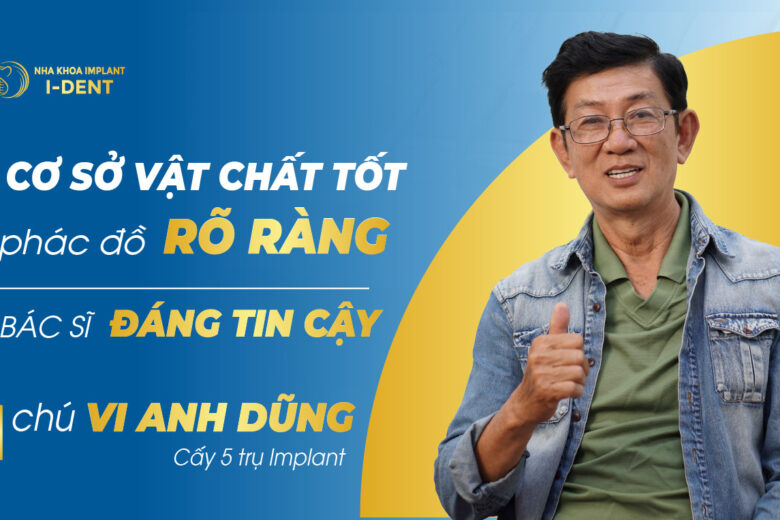 NHA KHOA IMPLANT
I-DENT
CƠ SỞ VẬT CHẤT TỐT
phác đồ RÕ RÀNG
BÁC SĨ ĐÁNG TIN CẬY
chú VI ANH DŨNG
Cấy 5 trụ Implant